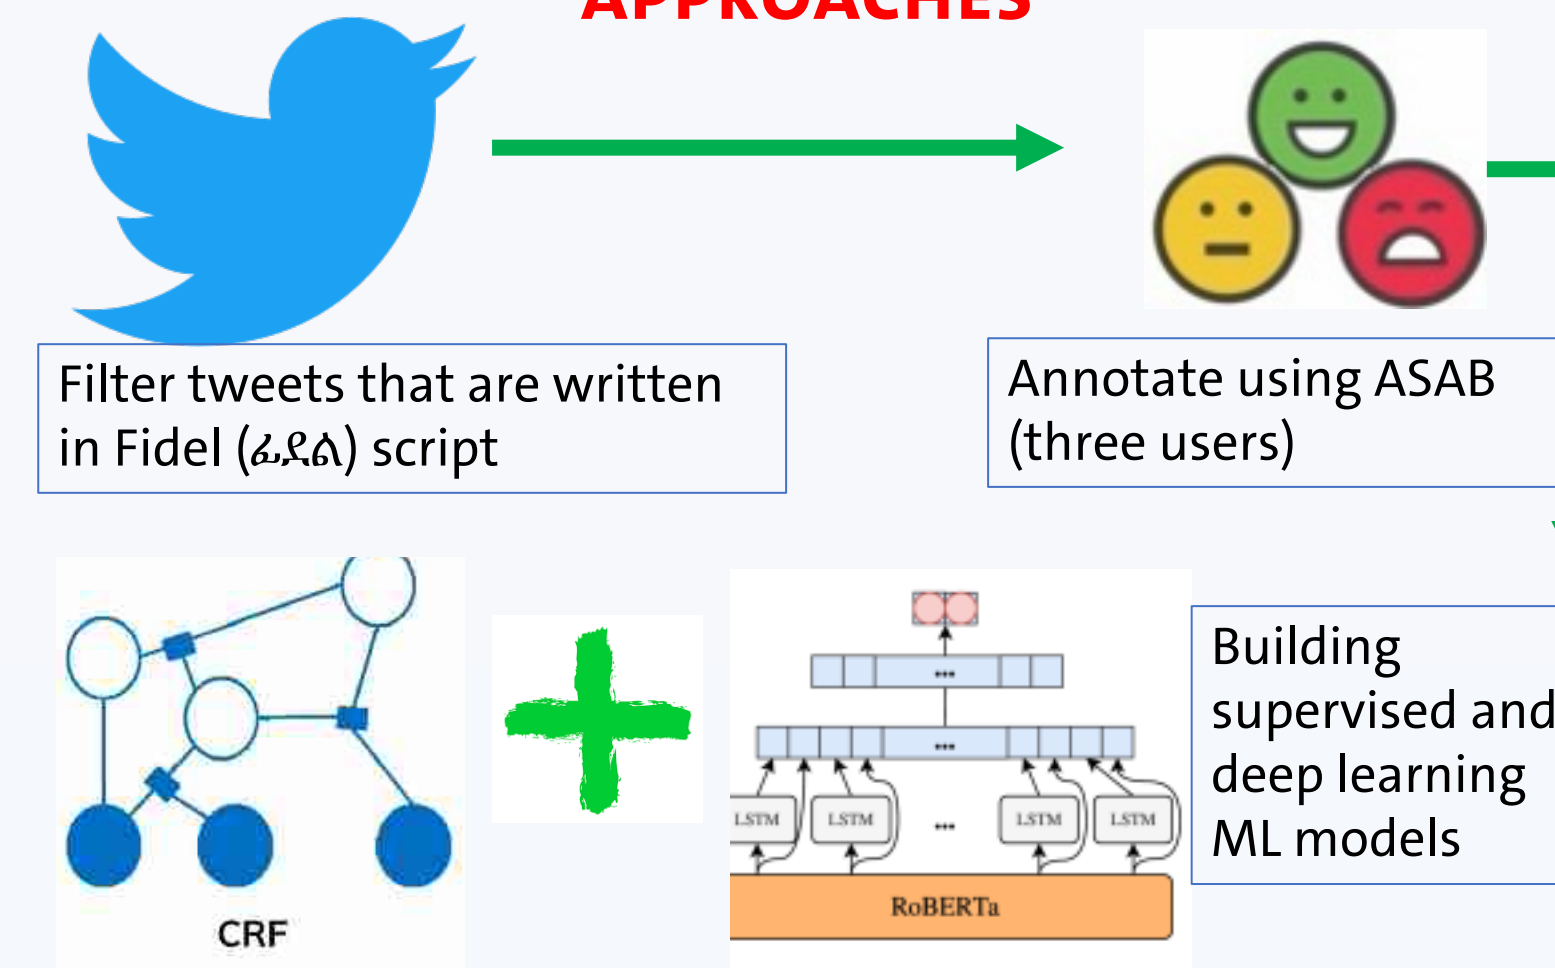 APPROACHES
Filter tweets that are written
in Fidel (ፊደል) script
Annotate using ASAB
(three users)
CRF
...
...
LSTM
LSTM
...
LSTM
LSTM
RoBERTa
Building
supervised and
deep learning
ML models